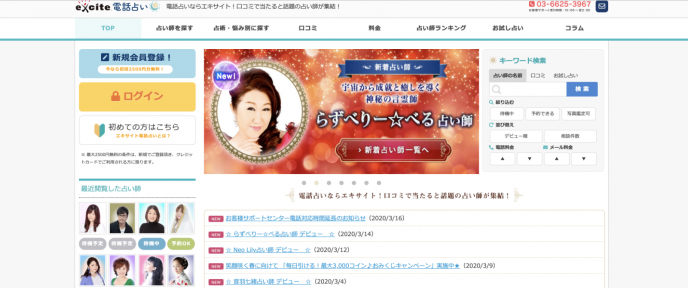 excite 電話占い
電話占いならエキサイト！口コミで当たると話題の占い師が集結！
03-6625-3967
TOP
占い師を探す
占術・悩み別に探す
口コミ
料金
占い師ランキング
お試し占い
コラム
新規会員登録！
ログイン
初めての方はこちら
エキサイト電話占いとは？
※ 最大2500円無料の条件は、新規でご登録頂き、クレジットカードでご利用される方に限ります。
最近閲覧した占い師
待機予定
待機予定
待機中
予約OK
New!
新着占い師
宇宙から成就と癒しを導く
神秘の言霊師
らずべりー☆べる 占い師
新着占い師一覧へ
電話占いならエキサイト！口コミで当たると話題の占い師が集結！
NEW お客様サポートセンター電話対応時間延長のお知らせ（2020/3/16）
NEW ☆ らずべりー☆べる占い師 デビュー　☆（2020/3/14）
NEW ☆ Neo Lily占い師 デビュー　☆（2020/3/12）
NEW 笑顔咲く春に向けて 「毎日引ける！最大3,000コイン♪おみくじキャンペーン」実施中★（2020/3/9）
NEW ☆ 音羽七緒占い師 デビュー　☆（2020/3/4）
キーワード検索
占い師の名前
口コミ
お試し占い
検索
絞り込む
待機中
予約できる
写真鑑定可
並び替え
デビュー順
相談件数
電話料金
メール料金
▲
▼
▲
▼